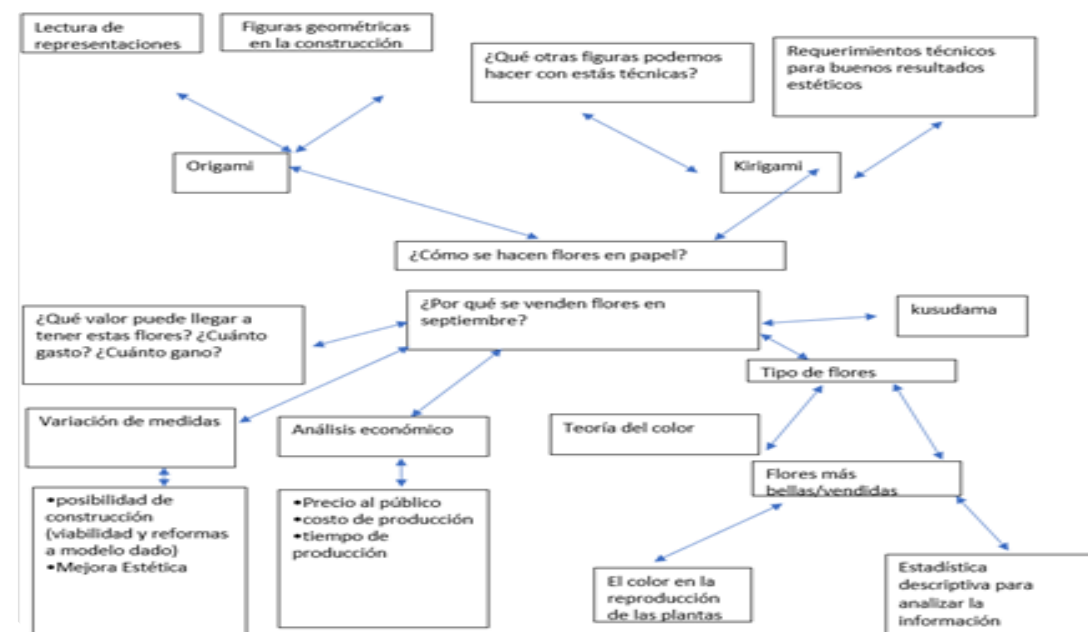 Lectura de
representaciones
Figuras geométricas
en la construcción
¿Qué otras figuras podemos
hacer con estás técnicas?
Requerimientos técnicos
para buenos resultados
estéticos
Origami
Kirigami
¿Cómo se hacen flores en papel?
¿Qué valor puede llegar a
tener estas flores? ¿Cuánto
gasto? ¿Cuánto gano?
¿Por qué se venden flores en
septiembre?
kusudama
Tipo de flores
Variación de medidas
Análisis económico
Teoría del color
Flores más
bellas/vendidas
•posibilidad de
construcción
(viabilidad y reformas
a modelo dado)
•Mejora Estética
•Precio al público
•costo de producción
•tiempo de
producción
El color en la
reproducción
de las plantas
Estadística
descriptiva para
analizar la
información